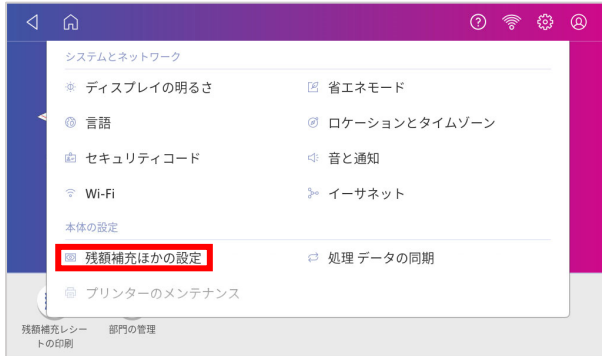 システムとネットワーク
ディスプレイの明るさ
省エネモード
言語
ロケーションとタイムゾーン
セキュリティコード
音と通知
Wi-Fi
イーサネット
本体の設定
残額補充ほかの設定
処理 データの同期
プリンターのメンテナンス
残額補充レシー
トの印刷
部門の管理